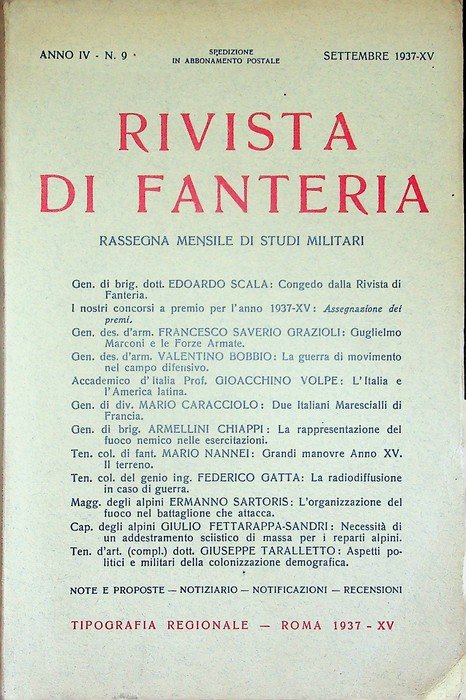 ANNO IV - N. 9
SPEDIZIONE
IN ABBONAMENTO POSTALE
SETTEMBRE 1937-XV
RIVISTA
DI FANTERIA
RASSEGNA MENSILE DI STUDI MILITARI
Gen. di brig. dott. EDOARDO SCALA: Congedo dalla Rivista di
Fanteria.
I nostri concorsi a premio per l'anno 1937-XV: Assegnazione dei
premi.
Gen. des. d'arm. FRANCESCO SAVERIO GRAZIOLI: Guglielmo
Marconi e le Forze Armate.
Gen. des. d'arm. VALENTINO BOBBIO: La guerra di movimento
nel campo difensivo.
Accademico d'Italia Prof. GIOACCHINO VOLPE: L'Italia e
l'America latina.
Gen. di div. MARIO CARACCIOLO: Due Italiani Marescialli di
Francia.
Gen. di brig. ARMELLINI CHIAPPI: La rappresentazione del
fuoco nemico nelle esercitazioni.
Ten. col. di fant. MARIO NANNEI: Grandi manovre Anno XV.
Il terreno.
Ten. col. del genio ing. FEDERICO GATTA: La radiodiffusione
in caso di guerra.
Magg. degli alpini ERMANNO SARTORIS: L'organizzazione del
fuoco nel battaglione che attacca.
Cap. degli alpini GIULIO FETTARAPPA-SANDRI: Necessità di
un addestramento sciistico di massa per i reparti alpini.
Ten. d'art. (compl.) dott. GIUSEPPE TARALLETTO: Aspetti po-
litici e militari della colonizzazione demografica.
NOTE E PROPOSTE — NOTIZIARIO — NOTIFICAZIONI — RECENSIONI
TIPOGRAFIA REGIONALE — ROMA 1937 - XV